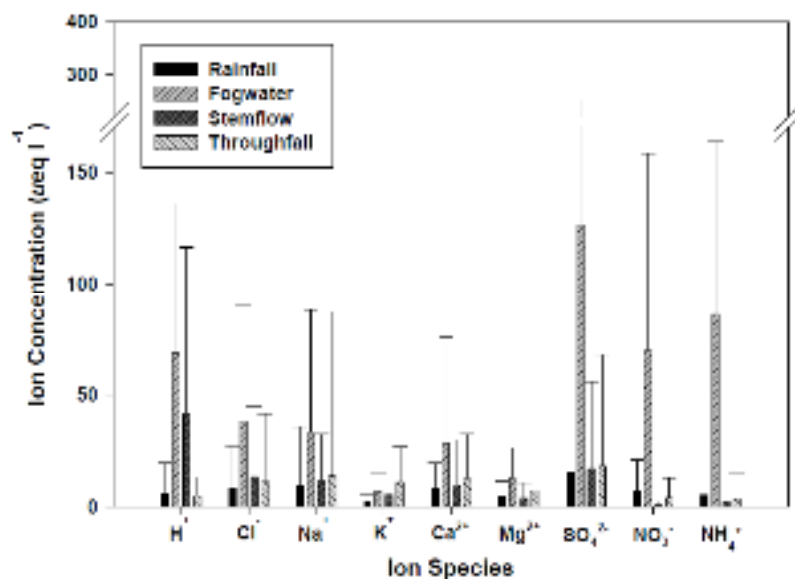 400
300
150
100
50
0
Ion Concentration (ueq l⁻¹)
Rainfall
Fogwater
Stemflow
Throughfall
H⁺ Cl⁻ Na⁺ K⁺ Ca²⁺ Mg²⁺ SO₄²⁻ NO₃⁻ NH₄⁺
Ion Species